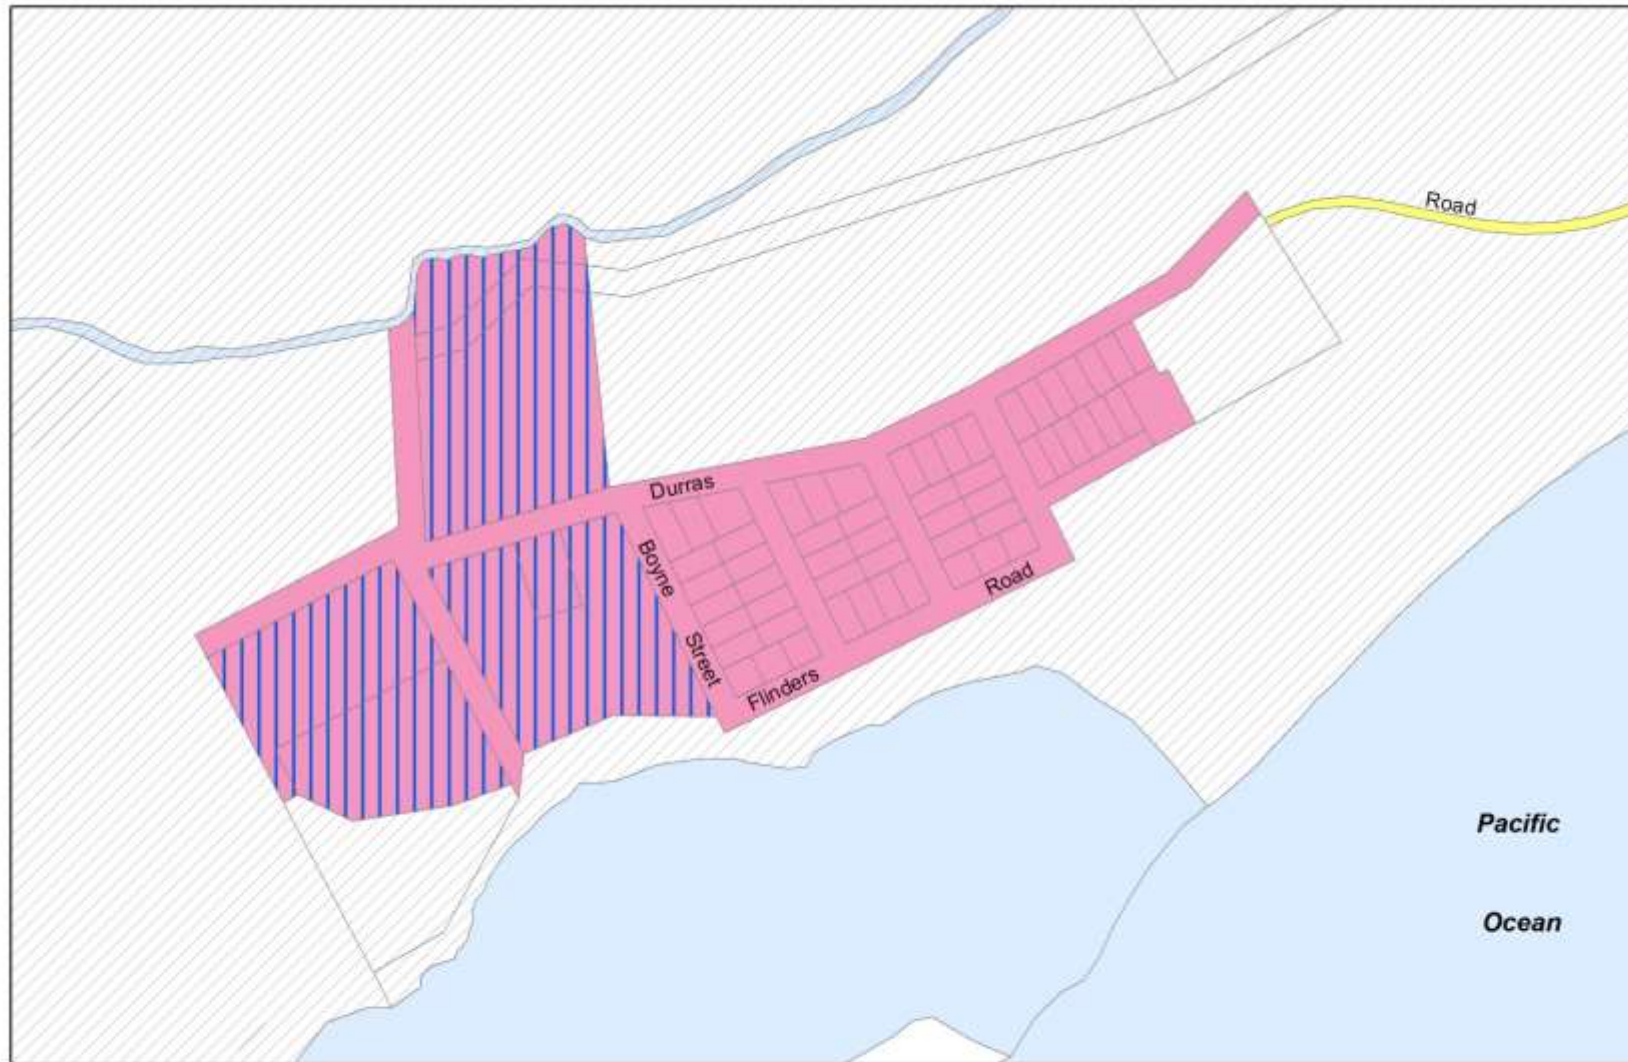 Road
Durras
Boyne
Street
Road
Flinders
Pacific
Ocean